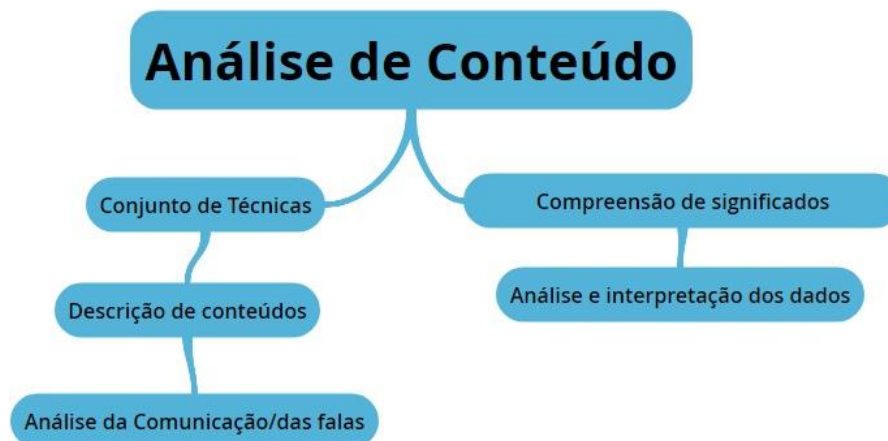 Análise de Conteúdo
Conjunto de Técnicas
Compreensão de significados
Descrição de conteúdos
Análise e interpretação dos dados
Análise da Comunicação/das falas